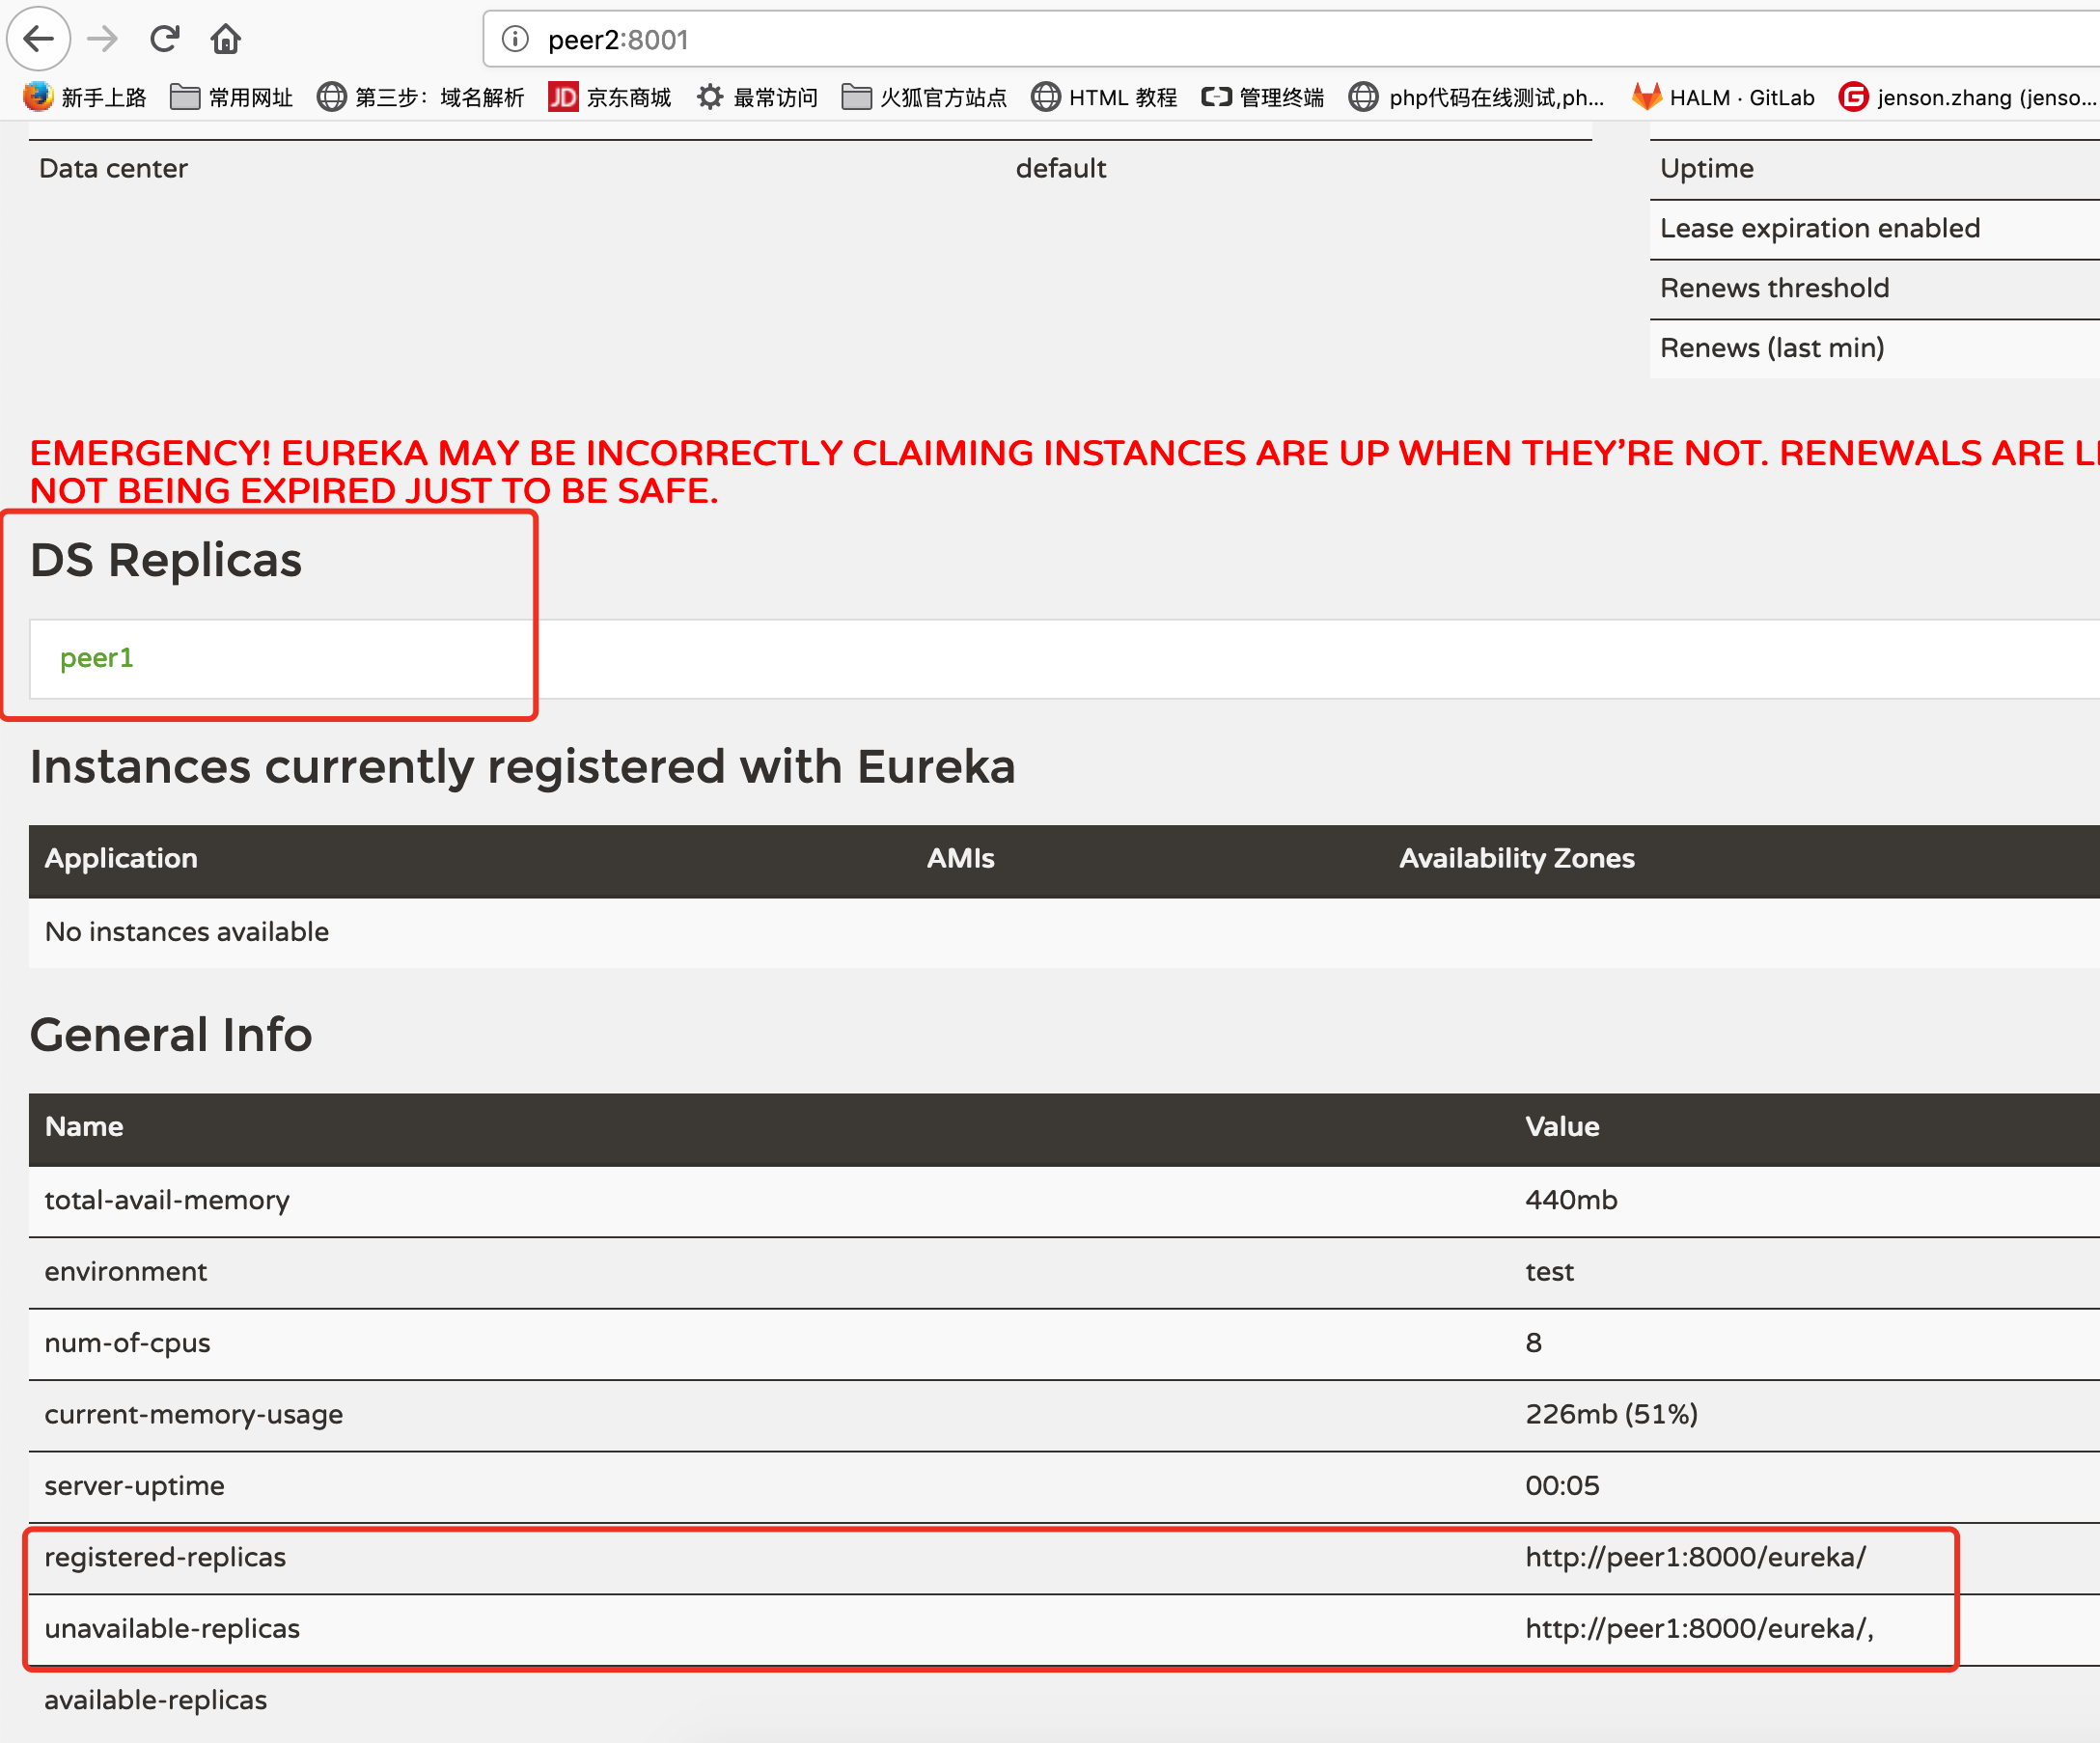 peer2:8001
新手上路 常用网址 第三步：域名解析 JD 京东商城 最常访问 火狐官方站点 HTML 教程 管理终端 php代码在线测试,ph... HALM · GitLab G jenson.zhang (jenso...
Data center default Uptime
Lease expiration enabled
Renews threshold
Renews (last min)
EMERGENCY! EUREKA MAY BE INCORRECTLY CLAIMING INSTANCES ARE UP WHEN THEY'RE NOT. RENEWALS ARE
NOT BEING EXPIRED JUST TO BE SAFE.
DS Replicas
peer1
Instances currently registered with Eureka
Application AMIs Availability Zones
No instances available
General Info
Name Value
total-avail-memory 440mb
environment test
num-of-cpus 8
current-memory-usage 226mb (51%)
server-uptime 00:05
registered-replicas http://peer1:8000/eureka/
unavailable-replicas http://peer1:8000/eureka/,
available-replicas